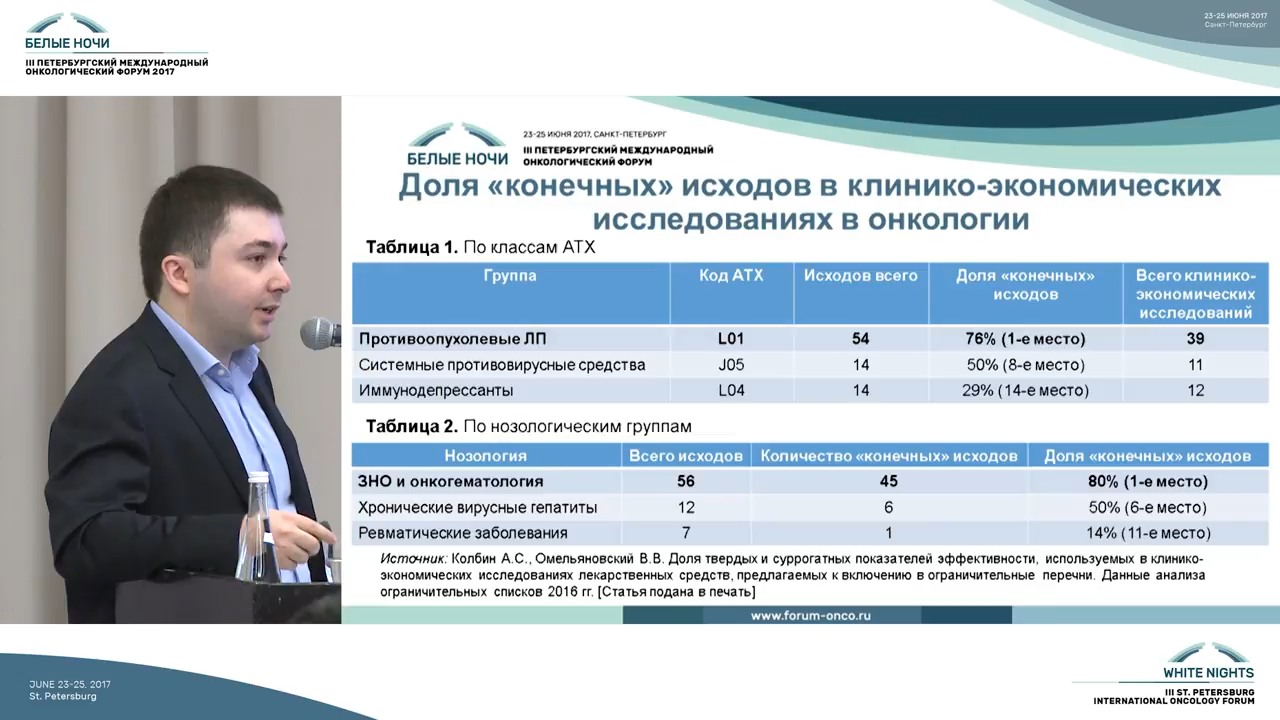 БЕЛЫЕ НОЧИ
III ПЕТЕРБУРГСКИЙ МЕЖДУНАРОДНЫЙ
ОНКОЛОГИЧЕСКИЙ ФОРУМ 2017
23-25 ИЮНЯ 2017
Санкт-Петербург
БЕЛЫЕ НОЧИ
23-25 ИЮНЯ 2017, САНКТ-ПЕТЕРБУРГ
III ПЕТЕРБУРГСКИЙ МЕЖДУНАРОДНЫЙ
ОНКОЛОГИЧЕСКИЙ ФОРУМ
Доля «конечных» исходов в клинико-экономических
исследованиях в онкологии
Таблица 1. По классам АТХ
Группа Код АТХ Исходов всего Доля «конечных» исходов Всего клинико-экономических исследований
Противоопухолевые ЛП L01 54 76% (1-е место) 39
Системные противовирусные средства J05 14 50% (8-е место) 11
Иммунодепрессанты L04 14 29% (14-е место) 12
Таблица 2. По нозологическим группам
Нозология Всего исходов Количество «конечных» исходов Доля «конечных» исходов
ЗНО и онкогематология 56 45 80% (1-е место)
Хронические вирусные гепатиты 12 6 50% (6-е место)
Ревматические заболевания 7 1 14% (11-е место)
Источник: Колбин А.С., Омельяновский В.В. Доля твердых и суррогатных показателей эффективности, используемых в клинико-
экономических исследованиях лекарственных средств, предлагаемых к включению в ограничительные перечни. Данные анализа
ограничительных списков 2016 гг. [Статья подана в печать]
www.forum-onco.ru
JUNE 23-25, 2017
St. Petersburg
WHITE NIGHTS
III ST. PETERSBURG
INTERNATIONAL ONCOLOGY FORUM